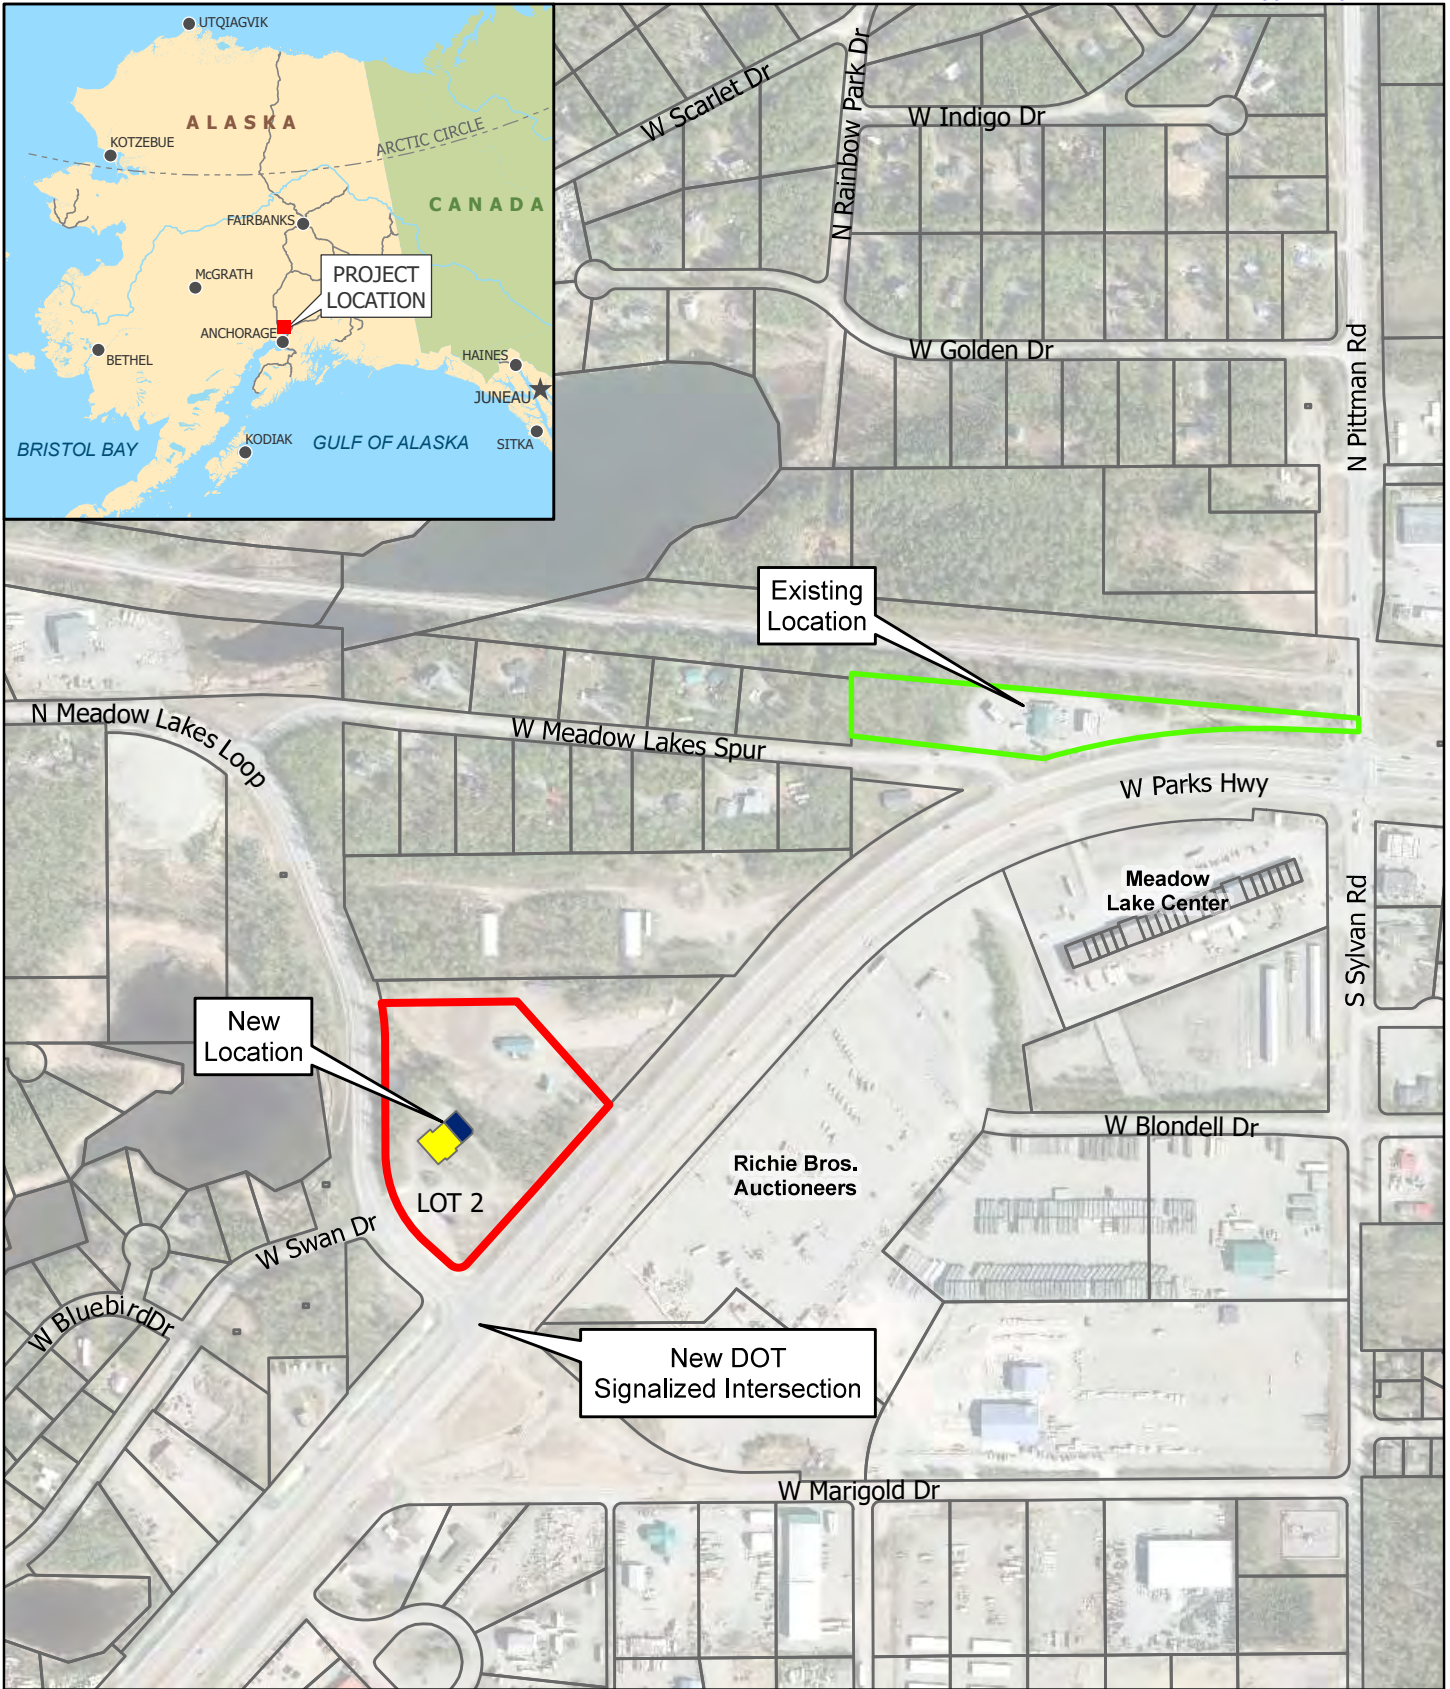 UTQIAGVIK
ALASKA
KOTZEBUE
ARCTIC CIRCLE
CANADA
FAIRBANKS
McGRATH
PROJECT
LOCATION
ANCHORAGE
BETHEL
HAINES
JUNEAU
SITKA
KODIAK
BRISTOL BAY
GULF OF ALASKA
W Scarlet Dr
N Rainbow Park Dr
W Indigo Dr
W Golden Dr
N Pittman Rd
Existing
Location
N Meadow Lakes Loop
W Meadow Lakes Spur
W Parks Hwy
Meadow
Lake Center
S Sylvan Rd
New
Location
LOT 2
W Blondell Dr
Richie Bros.
Auctioneers
W Swan Dr
W Bluebird Dr
New DOT
Signalized Intersection
W Marigold Dr